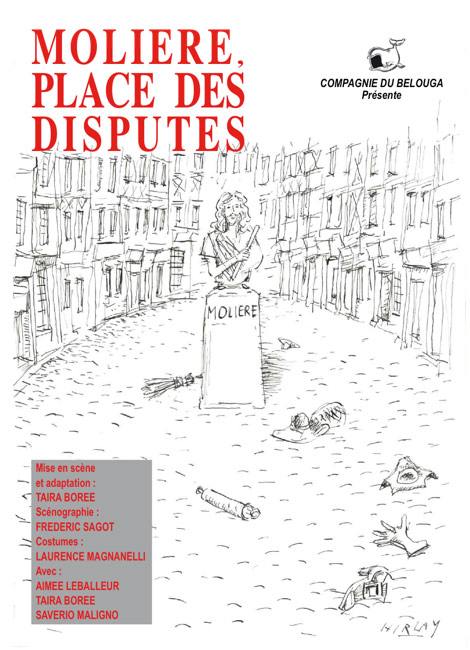 MOLIERE,
PLACE DES
DISPUTES
COMPAGNIE DU BELOUGA
Présente
MOLIERE
Mise en scène
et adaptation :
TAIRA BOREE
Scénographie :
FREDERIC SAGOT
Costumes :
LAURENCE MAGNANELLI
Avec :
AIMEE LEBALLEUR
TAIRA BOREE
SAVERIO MALIGNO
HIRLAY